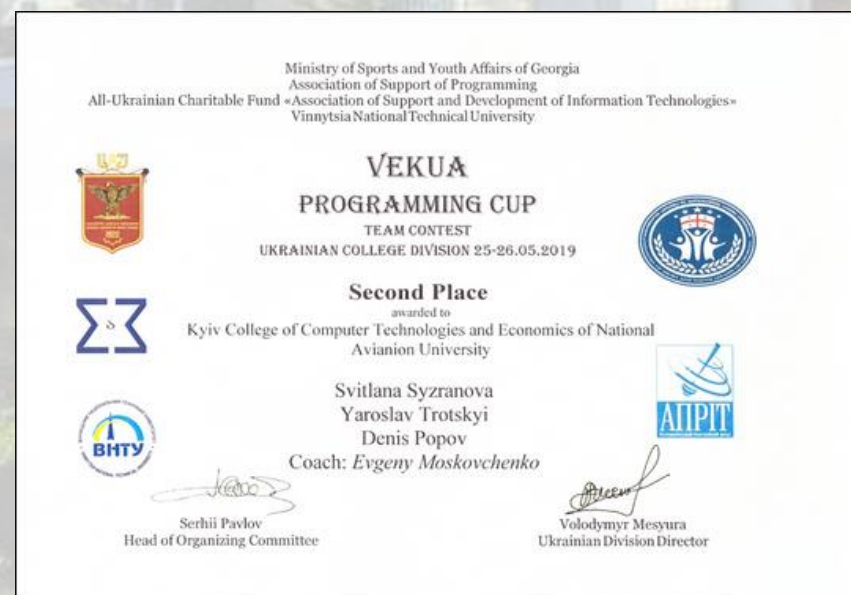 Ministry of Sports and Youth Affairs of Georgia
Association of Support of Programming
All-Ukrainian Charitable Fund «Association of Support and Development of Information Technologies»
Vinnytsia National Technical University
VEKUA
PROGRAMMING CUP
TEAM CONTEST
UKRAINIAN COLLEGE DIVISION 25-26.05.2019
Second Place
awarded to
Kyiv College of Computer Technologies and Economics of National
Avianion University
Svitlana Syzranova
Yaroslav Trotskyi
Denis Popov
Coach: Evgeny Moskovchenko
ВНТУ
АПРІТ
Serhii Pavlov
Head of Organizing Committee
Volodymyr Mesyura
Ukrainian Division Director